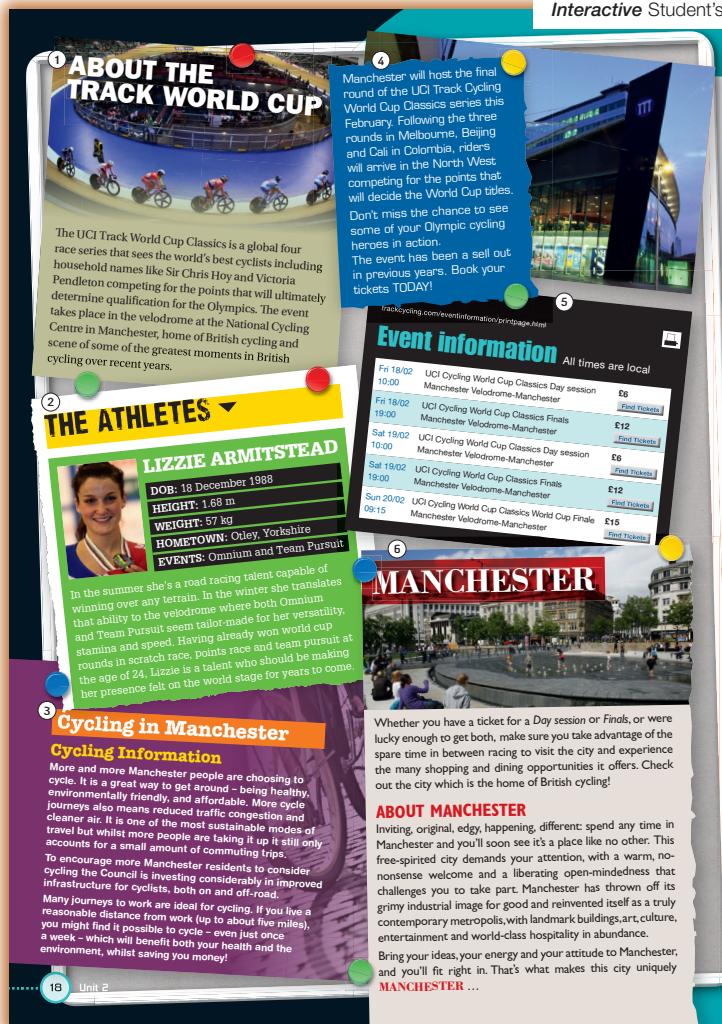 Interactive Student's
1
ABOUT THE
TRACK WORLD CUP
The UCI Track World Cup Classics is a global four
race series that sees the world's best cyclists including
household names like Sir Chris Hoy and Victoria
Pendleton competing for the points that will ultimately
determine qualification for the Olympics. The event
takes place in the velodrome at the National Cycling
Centre in Manchester, home of British cycling and
scene of some of the greatest moments in British
cycling over recent years.
2
THE ATHLETES
LIZZIE ARMITSTEAD
DOB: 18 December 1988
HEIGHT: 1.68 m
WEIGHT: 57 kg
HOMETOWN: Otley, Yorkshire
EVENTS: Omnium and Team Pursuit
In the summer she's a road racing talent capable of
winning over any terrain. In the winter she translates
that ability to the velodrome where both Omnium
and Team Pursuit seem tailor-made for her versatility,
stamina and speed. Having already won world cup
rounds in scratch race, points race and team pursuit at
the age of 24, Lizzie is a talent who should be making
her presence felt on the world stage for years to come.
3
Cycling in Manchester
Cycling Information
More and more Manchester people are choosing to
cycle. It is a great way to get around – being healthy,
environmentally friendly, and affordable. More cycle
journeys also means reduced traffic congestion and
cleaner air. It is one of the most sustainable modes of
travel but whilst more people are taking it up it still only
accounts for a small amount of commuting trips.
To encourage more Manchester residents to consider
cycling the Council is investing considerably in improved
infrastructure for cyclists, both on and off-road.
Many journeys to work are ideal for cycling. If you live a
reasonable distance from work (up to about five miles),
you might find it possible to cycle – even just once
a week – which will benefit both your health and the
environment, whilst saving you money!
4
Manchester will host the final
round of the UCI Track Cycling
World Cup Classics series this
February. Following the three
rounds in Melbourne, Beijing
and Cali in Colombia, riders
will arrive in the North West
competing for the points that
will decide the World Cup titles.
Don't miss the chance to see
some of your Olympic cycling
heroes in action.
The event has been a sell out
in previous years. Book your
tickets TODAY!
5
trackcycling.com/eventinformation/printpage.html
Event information All times are local
Fri 18/02 UCI Cycling World Cup Classics Day session £6
10:00 Manchester Velodrome-Manchester Find Tickets
Fri 18/02 UCI Cycling World Cup Classics Finals £12
19:00 Manchester Velodrome-Manchester Find Tickets
Sat 19/02 UCI Cycling World Cup Classics Day session £6
10:00 Manchester Velodrome-Manchester Find Tickets
Sat 19/02 UCI Cycling World Cup Classics Finals £12
19:00 Manchester Velodrome-Manchester Find Tickets
Sun 20/02 UCI Cycling World Cup Classics World Cup Finale £15
09:15 Manchester Velodrome-Manchester Find Tickets
6
MANCHESTER
Whether you have a ticket for a Day session or Finals, or were
lucky enough to get both, make sure you take advantage of the
spare time in between racing to visit the city and experience
the many shopping and dining opportunities it offers. Check
out the city which is the home of British cycling!
ABOUT MANCHESTER
Inviting, original, edgy, happening, different: spend any time in
Manchester and you'll soon see it's a place like no other. This
free-spirited city demands your attention, with a warm, no-
nonsense welcome and a liberating open-mindedness that
challenges you to take part. Manchester has thrown off its
grimy industrial image for good and reinvented itself as a truly
contemporary metropolis, with landmark buildings, art, culture,
entertainment and world-class hospitality in abundance.
Bring your ideas, your energy and your attitude to Manchester,
and you'll fit right in. That's what makes this city uniquely
MANCHESTER ...
18 Unit 2